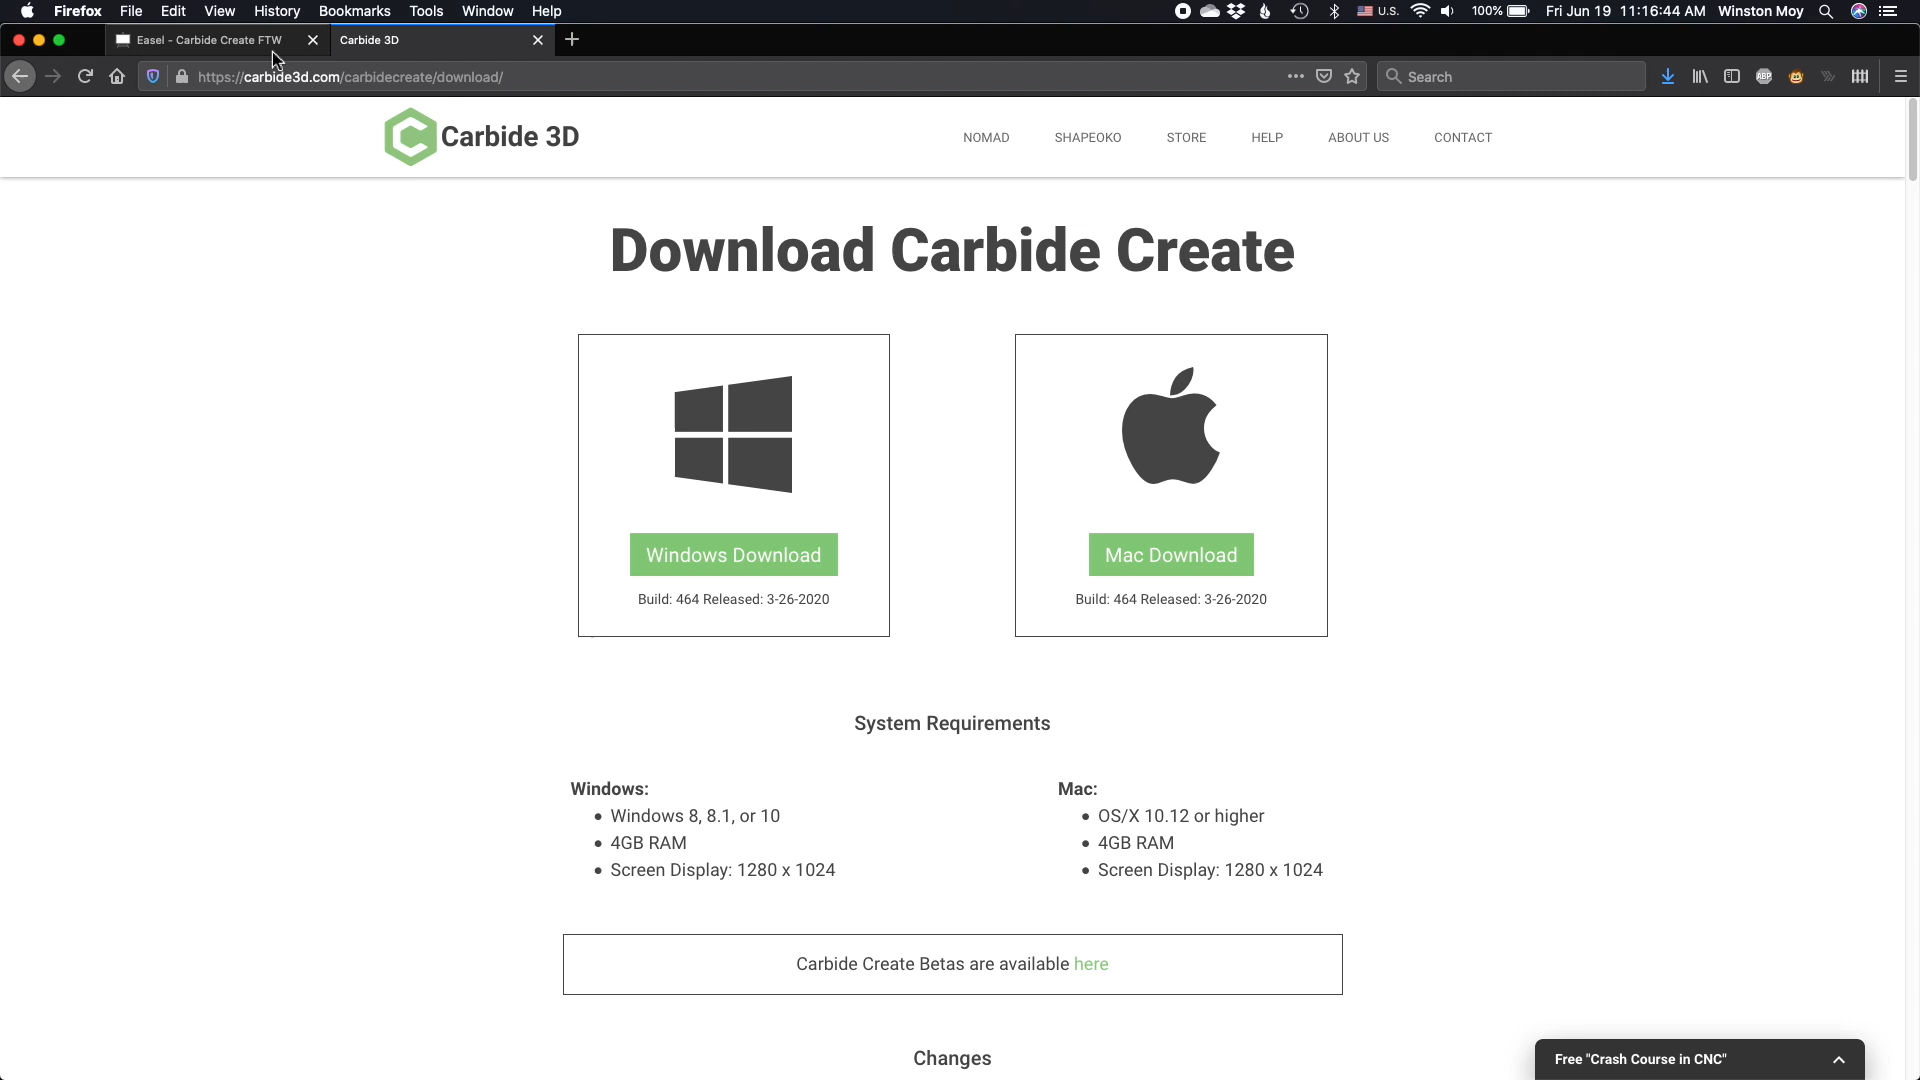 Firefox File Edit View History Bookmarks Tools Window Help U.S. 100% Fri Jun 19 11:16:44 AM Winston Moy
Easel - Carbide Create FTW Carbide 3D
https://carbide3d.com/carbidecreate/download/ Search ABP
Carbide 3D NOMAD SHAPEOKO STORE HELP ABOUT US CONTACT
Download Carbide Create
Windows Download Mac Download
Build: 464 Released: 3-26-2020 Build: 464 Released: 3-26-2020
System Requirements
Windows: Mac:
• Windows 8, 8.1, or 10 • OS/X 10.12 or higher
• 4GB RAM • 4GB RAM
• Screen Display: 1280 x 1024 • Screen Display: 1280 x 1024
Carbide Create Betas are available here
Changes
Free "Crash Course in CNC"